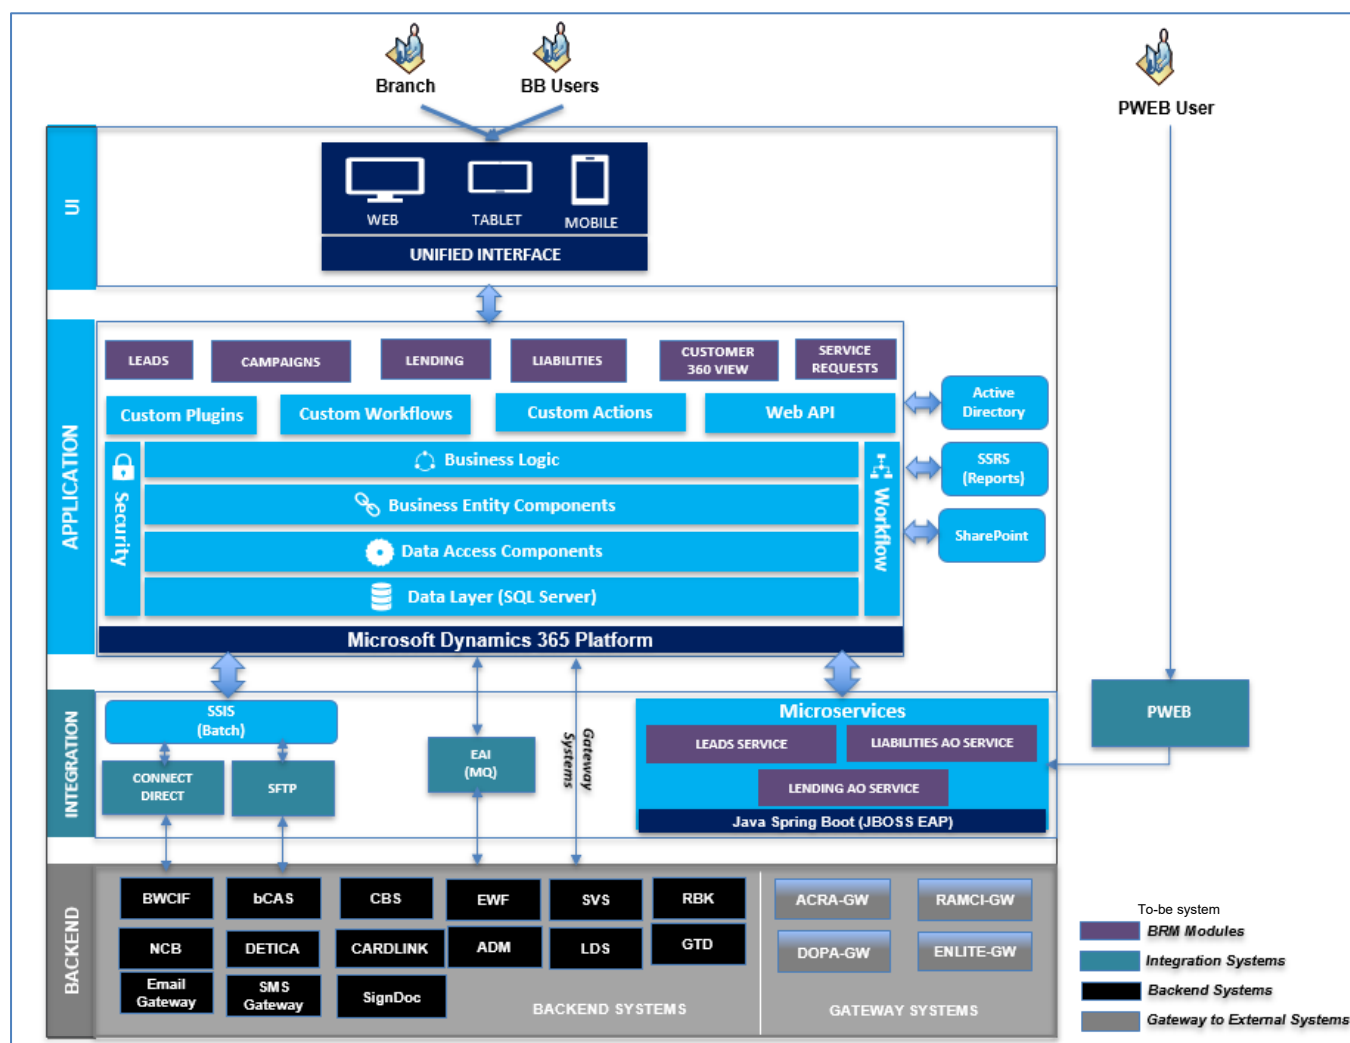 Branch
BB Users
PWEB User
UI
WEB
TABLET
MOBILE
UNIFIED INTERFACE
APPLICATION
LEADS
CAMPAIGNS
LENDING
LIABILITIES
CUSTOMER
360 VIEW
SERVICE
REQUESTS
Custom Plugins
Custom Workflows
Custom Actions
Web API
Active
Directory
Security
Business Logic
Business Entity Components
Data Access Components
Data Layer (SQL Server)
Workflow
SSRS
(Reports)
SharePoint
Microsoft Dynamics 365 Platform
INTEGRATION
SSIS
(Batch)
CONNECT
DIRECT
SFTP
EAI
(MQ)
Gateway
Systems
Microservices
LEADS SERVICE
LIABILITIES AO SERVICE
LENDING AO SERVICE
Java Spring Boot (JBOSS EAP)
PWEB
BACKEND
BWCIF
bCAS
CBS
EWF
SVS
RBK
NCB
DETICA
CARDLINK
ADM
LDS
GTD
Email
Gateway
SMS
Gateway
SignDoc
BACKEND SYSTEMS
ACRA-GW
RAMCI-GW
DOPA-GW
ENLITE-GW
GATEWAY SYSTEMS
To-be system
BRM Modules
Integration Systems
Backend Systems
Gateway to External Systems